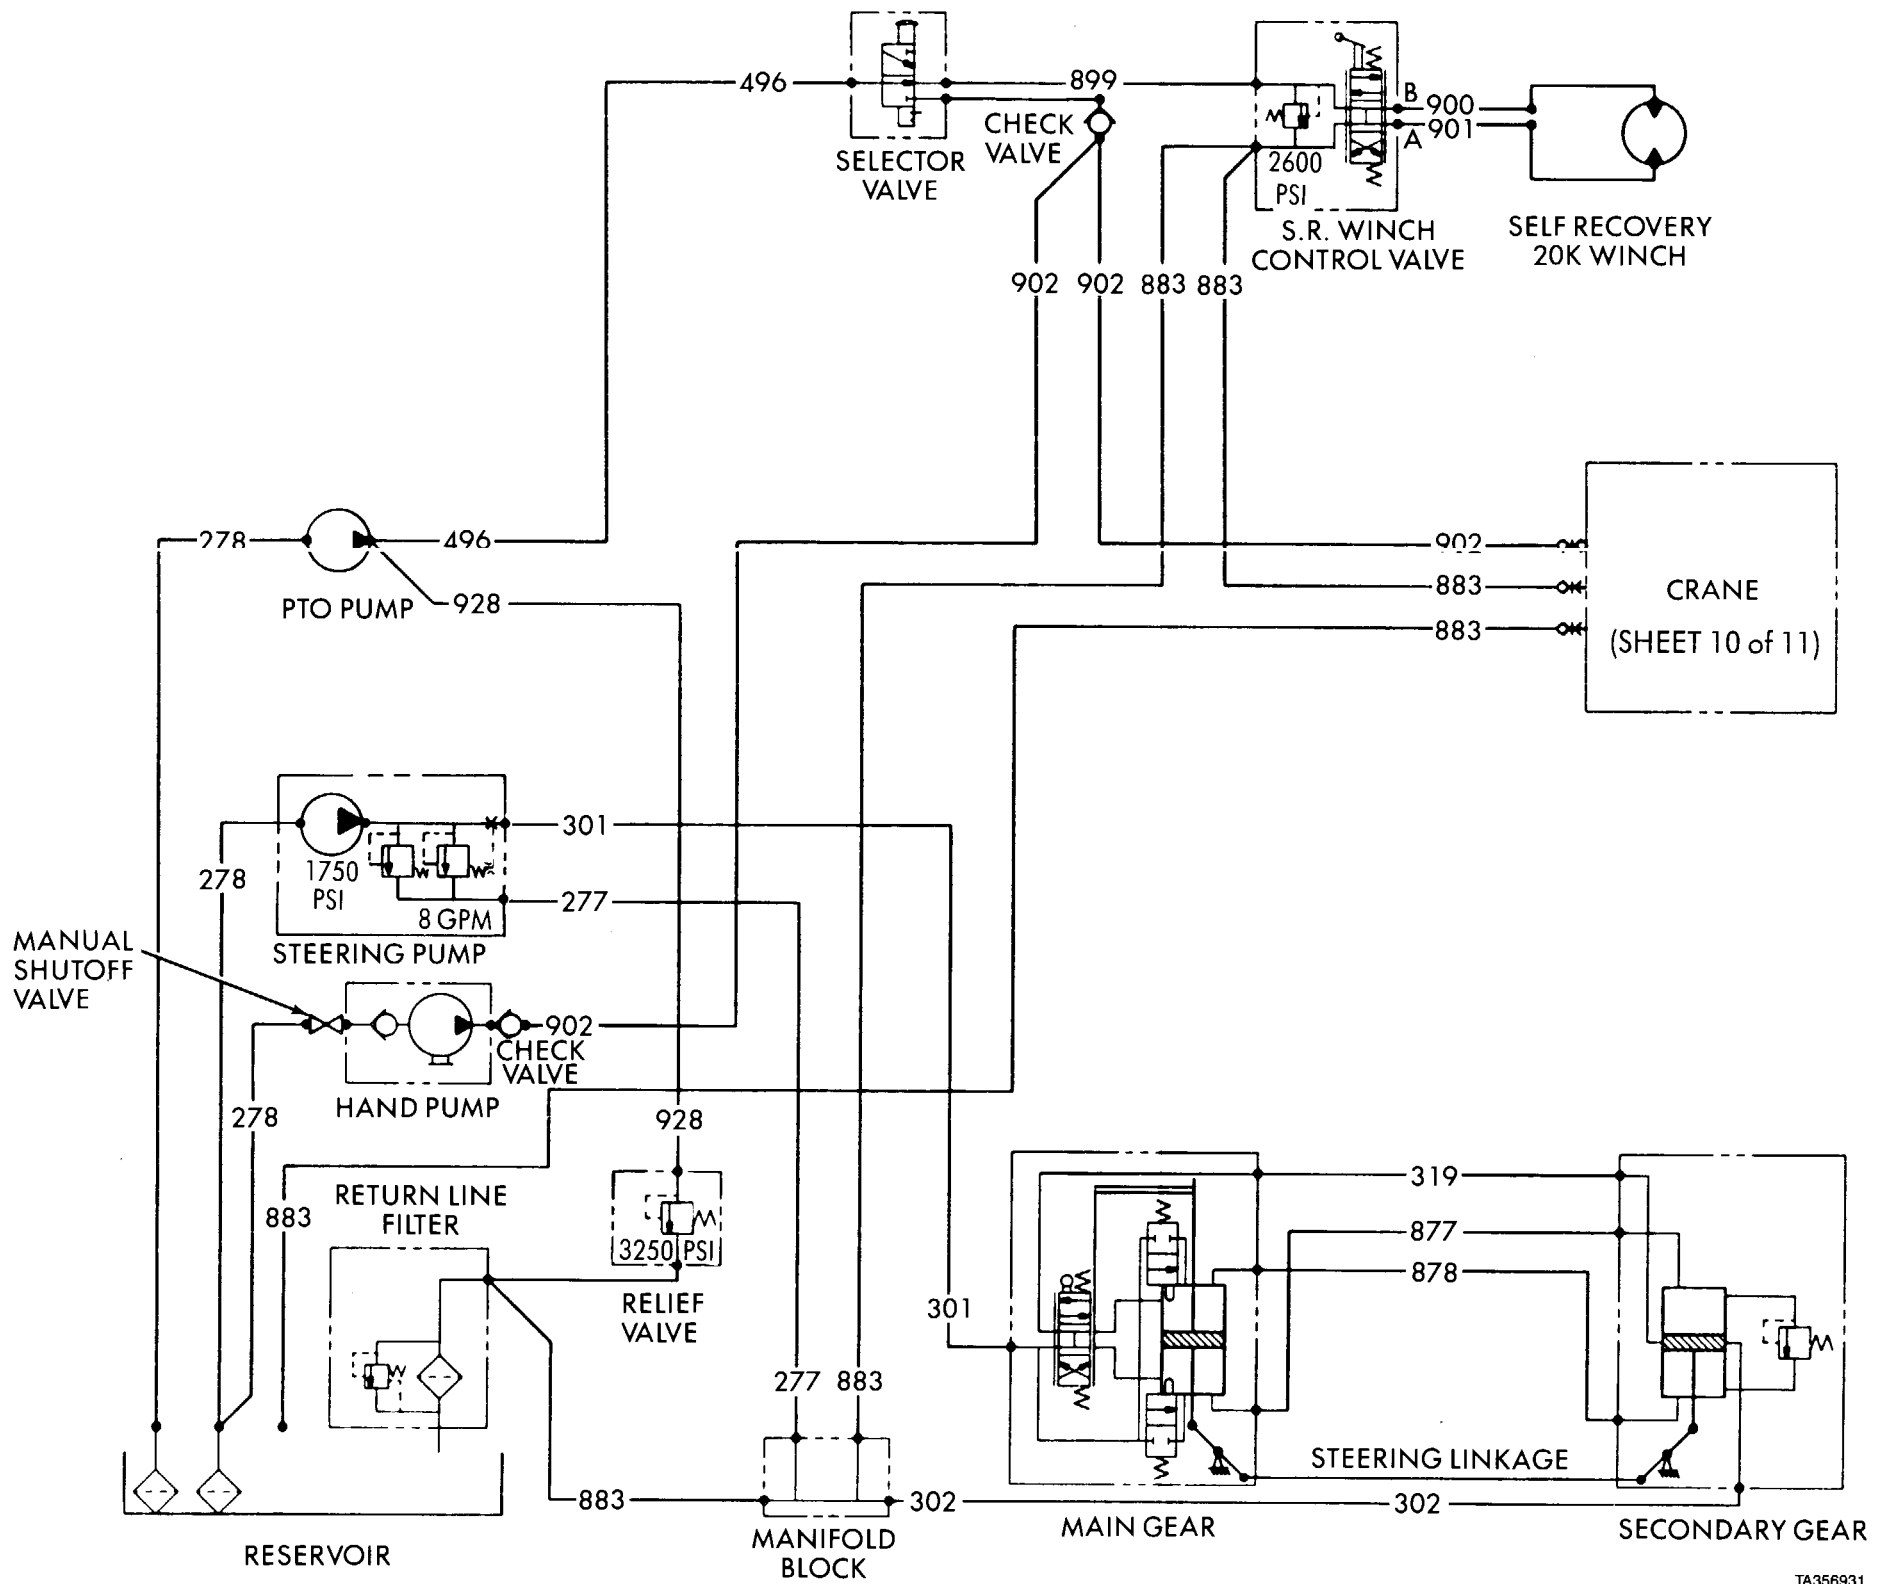 496
899
B
900
A
901
CHECK
VALVE
SELECTOR
VALVE
2600
PSI
S.R. WINCH
CONTROL VALVE
SELF RECOVERY
20K WINCH
902
902
883
883
278
496
902
PTO PUMP
928
883
CRANE
883
(SHEET 10 of 11)
301
1750
PSI
278
277
8 GPM
STEERING PUMP
MANUAL
SHUTOFF
VALVE
902
CHECK
VALVE
HAND PUMP
278
928
RETURN LINE
FILTER
883
3250 PSI
RELIEF
VALVE
319
877
878
301
277
883
STEERING LINKAGE
883
302
302
MANIFOLD
BLOCK
MAIN GEAR
SECONDARY GEAR
RESERVOIR
TA356931